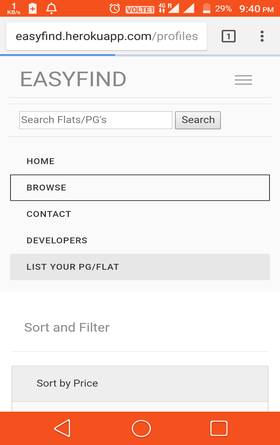 1 KB/s VOLTE1 4G R 29% 9:40 PM
easyfind.herokuapp.com/profiles 1
EASYFIND
Search Flats/PG's Search
HOME
BROWSE
CONTACT
DEVELOPERS
LIST YOUR PG/FLAT
Sort and Filter
Sort by Price